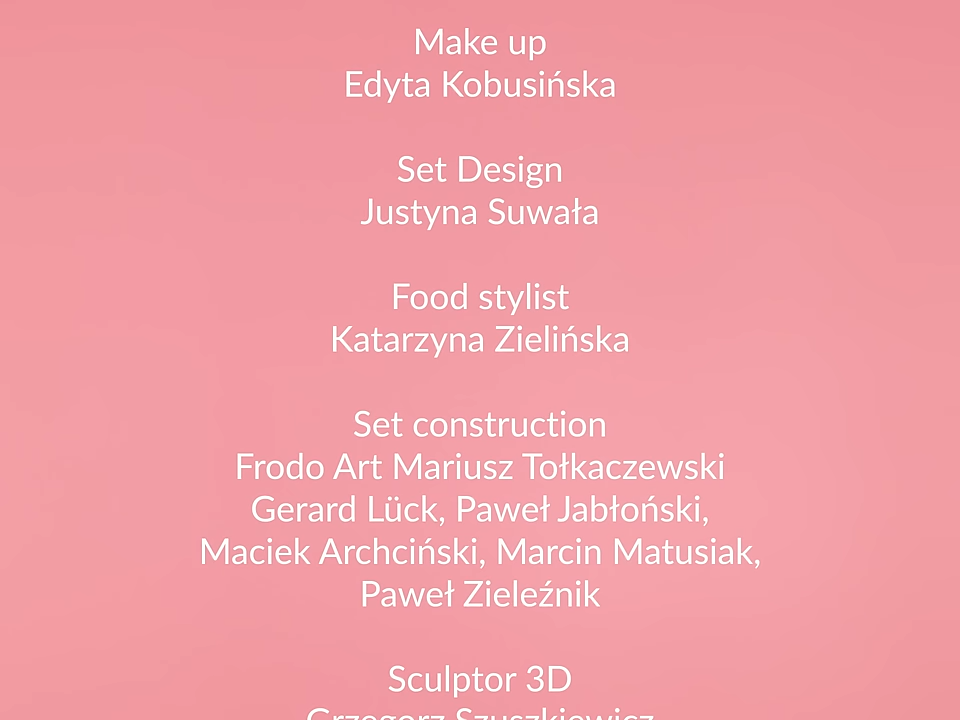 Make up
Edyta Kobusińska
Set Design
Justyna Suwała
Food stylist
Katarzyna Zielińska
Set construction
Frodo Art Mariusz Tołkaczewski
Gerard Lück, Paweł Jabłoński,
Maciek Archciński, Marcin Matusiak,
Paweł Zieleźnik
Sculptor 3D
Grzegorz Szuszkiewicz